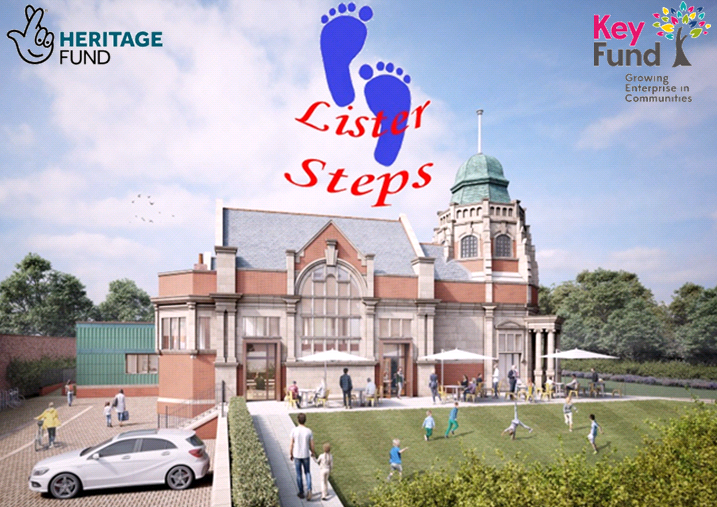 HERITAGE
FUND
Lister
Steps
Key
Fund
Growing
Enterprise in
Communities